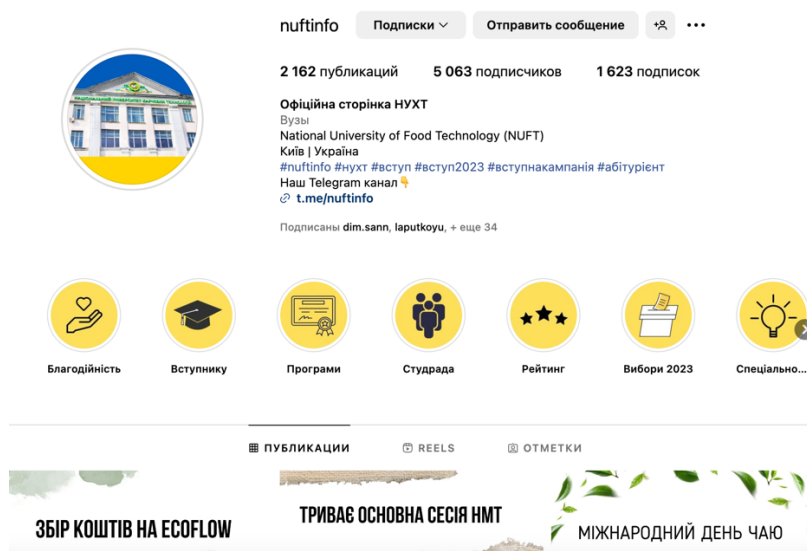 nuftinfo
Подписки
Отправить сообщение
2 162 публикаций
5 063 подписчиков
1 623 подписок
Офіційна сторінка НУХТ
Вузы
National University of Food Technology (NUFT)
Київ | Україна
#nuftinfo #нухт #вступ #вступ2023 #вступнакампанія #абітурієнт
Наш Telegram канал👇
t.me/nuftinfo
Подписаны dim.sann, laputkoyu, + еще 34
Благодійність
Вступнику
Програми
Студрада
Рейтинг
Вибори 2023
Спеціально...
ПУБЛИКАЦИИ
REELS
ОТМЕТКИ
ЗБІР КОШТІВ НА ECOFLOW
ТРИВАЄ ОСНОВНА СЕСІЯ НМТ
МІЖНАРОДНИЙ ДЕНЬ ЧАЮ